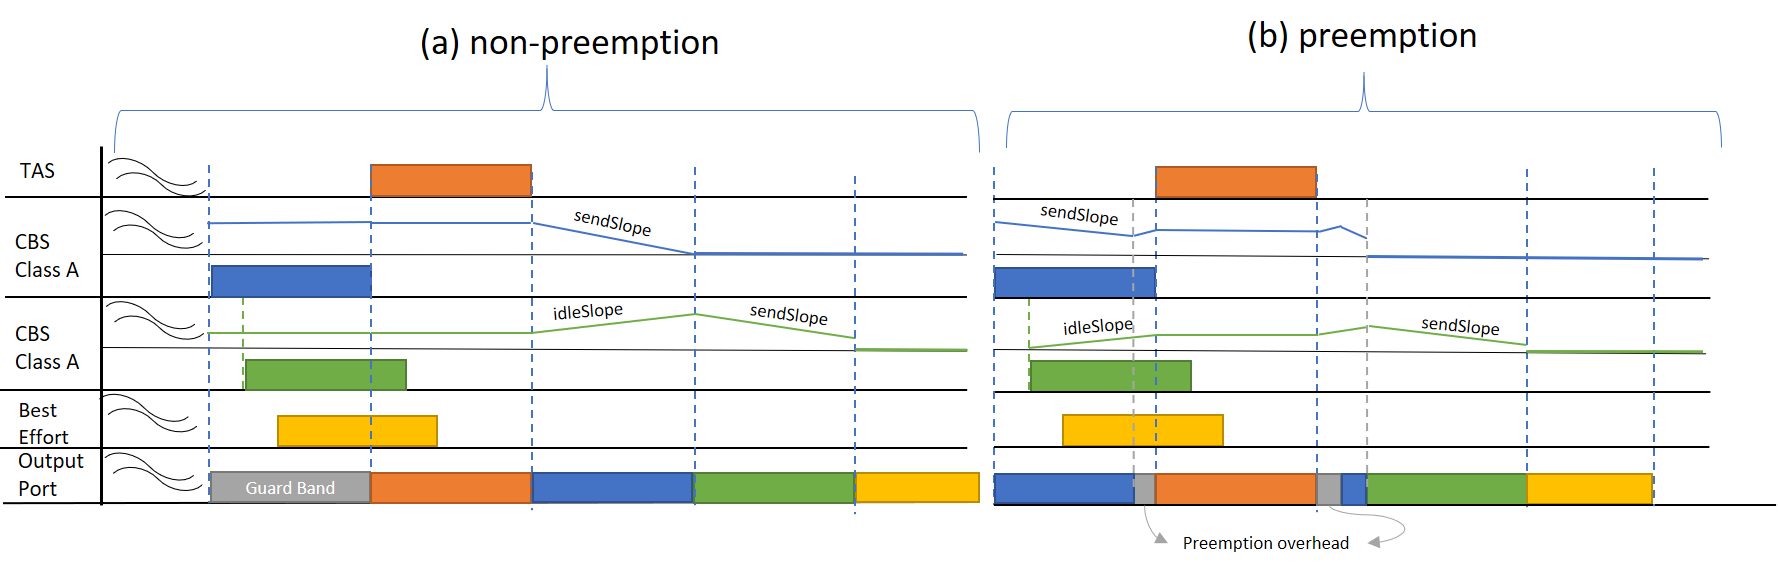 (a) non-preemption
(b) preemption
TAS
sendSlope
sendSlope
CBS
Class A
idleSlope
sendSlope
idleSlope
sendSlope
CBS
Class A
Best
Effort
Output
Port
Guard Band
Preemption overhead